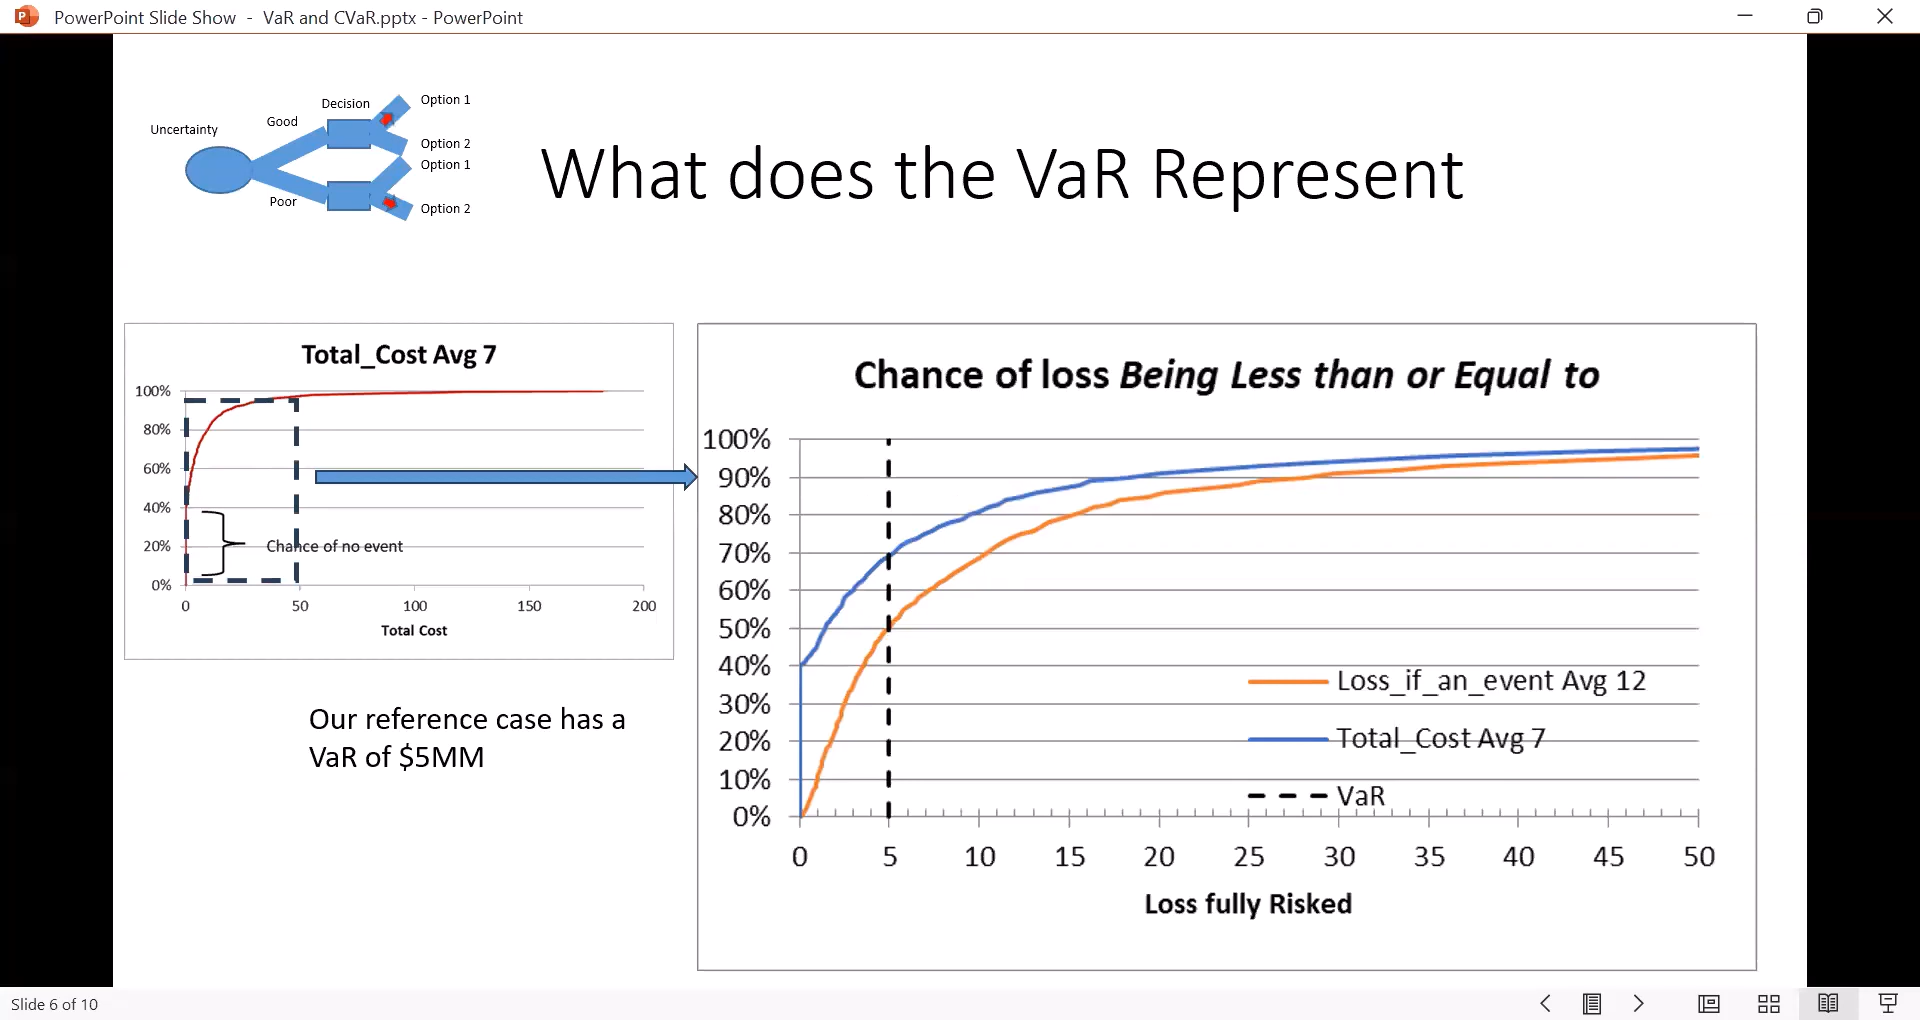 PowerPoint Slide Show - VaR and CVaR.pptx - PowerPoint
Uncertainty
Good
Poor
Decision
Option 1
Option 2
Option 1
Option 2
What does the VaR Represent
Total_Cost Avg 7
100%
80%
60%
40%
20%
0%
Chance of no event
0 50 100 150 200
Total Cost
Our reference case has a
VaR of $5MM
Chance of loss Being Less than or Equal to
100%
90%
80%
70%
60%
50%
40%
30%
20%
10%
0%
Loss_if_an_event Avg 12
Total_Cost Avg 7
VaR
0 5 10 15 20 25 30 35 40 45 50
Loss fully Risked
Slide 6 of 10